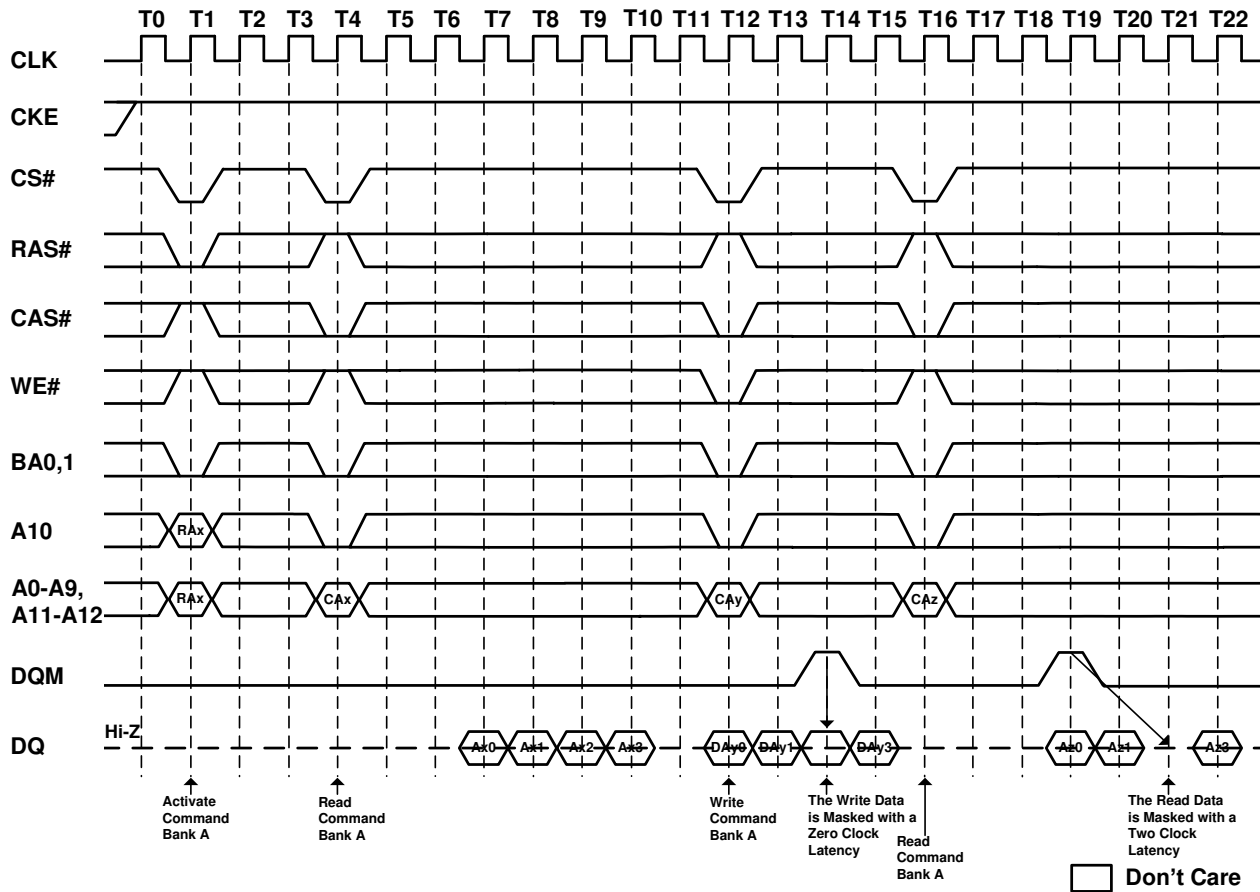 T0 T1 T2 T3 T4 T5 T6 T7 T8 T9 T10 T11 T12 T13 T14 T15 T16 T17 T18 T19 T20 T21 T22
CLK
CKE
CS#
RAS#
CAS#
WE#
BA0,1
A10
RAx
A0-A9,
A11-A12
RAx
CAx
CAy
CAz
DQM
Hi-Z
DQ
Ax0
Ax1
Ax2
Ax3
DAy0
DAy1
DAy3
Az0
Az1
Az3
Activate
Command
Bank A
Read
Command
Bank A
Write
Command
Bank A
The Write Data
is Masked with a
Zero Clock
Latency
Read
Command
Bank A
The Read Data
is Masked with a
Two Clock
Latency
Don't Care